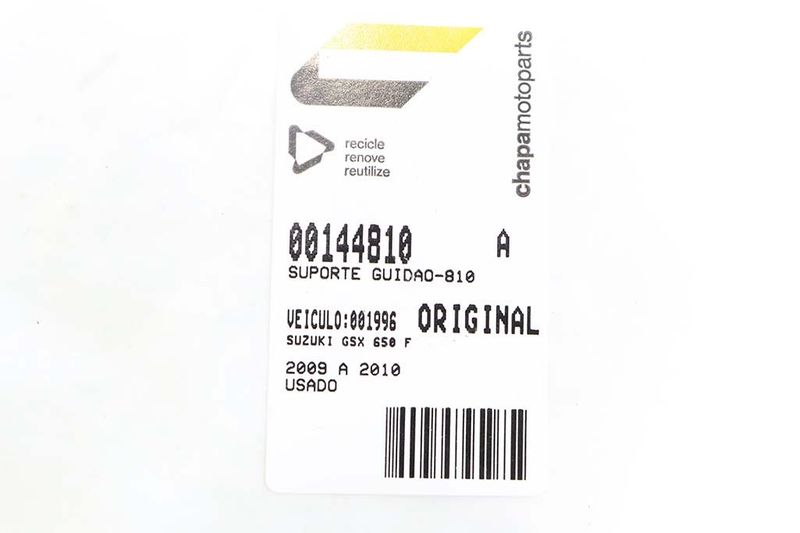 chapamotoparts
recicle
renove
reutilize
00144810 A
SUPORTE GUIDAO-810
VEICULO:001996 ORIGINAL
SUZUKI GSX 650 F
2009 A 2010
USADO